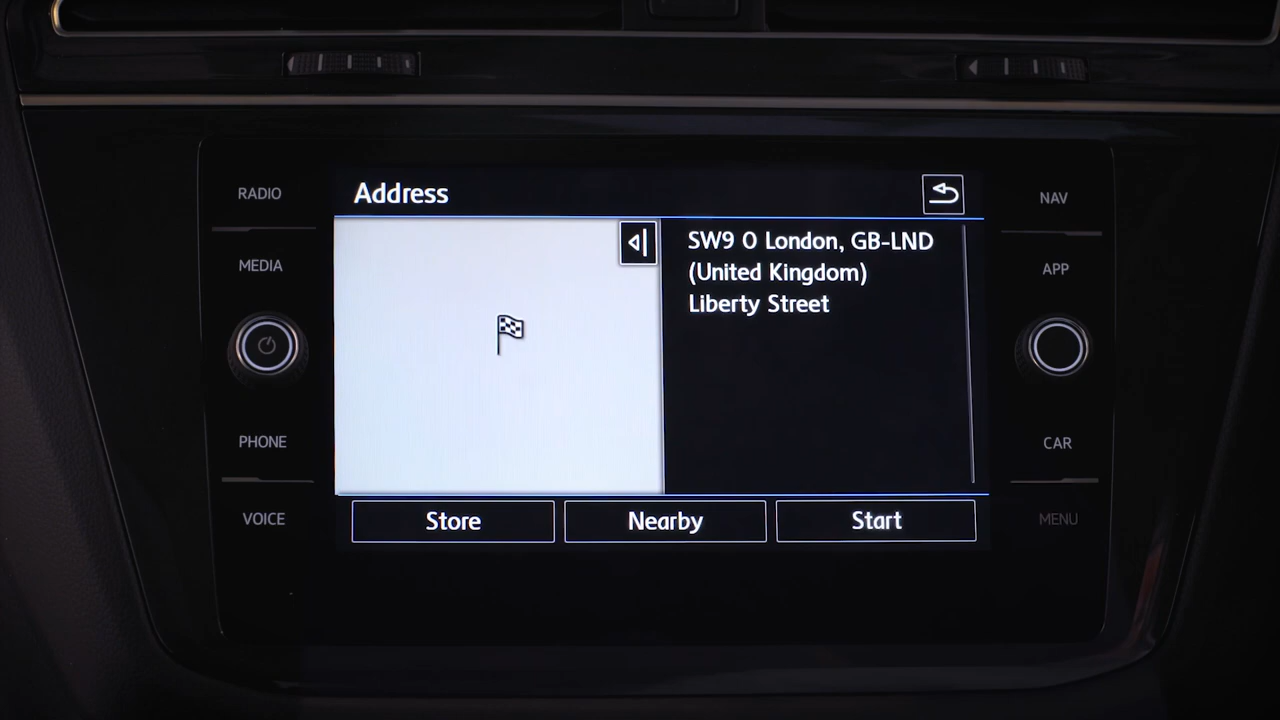 RADIO
MEDIA
PHONE
VOICE
Address
SW9 0 London, GB-LND
(United Kingdom)
Liberty Street
Store
Nearby
Start
NAV
APP
CAR
MENU